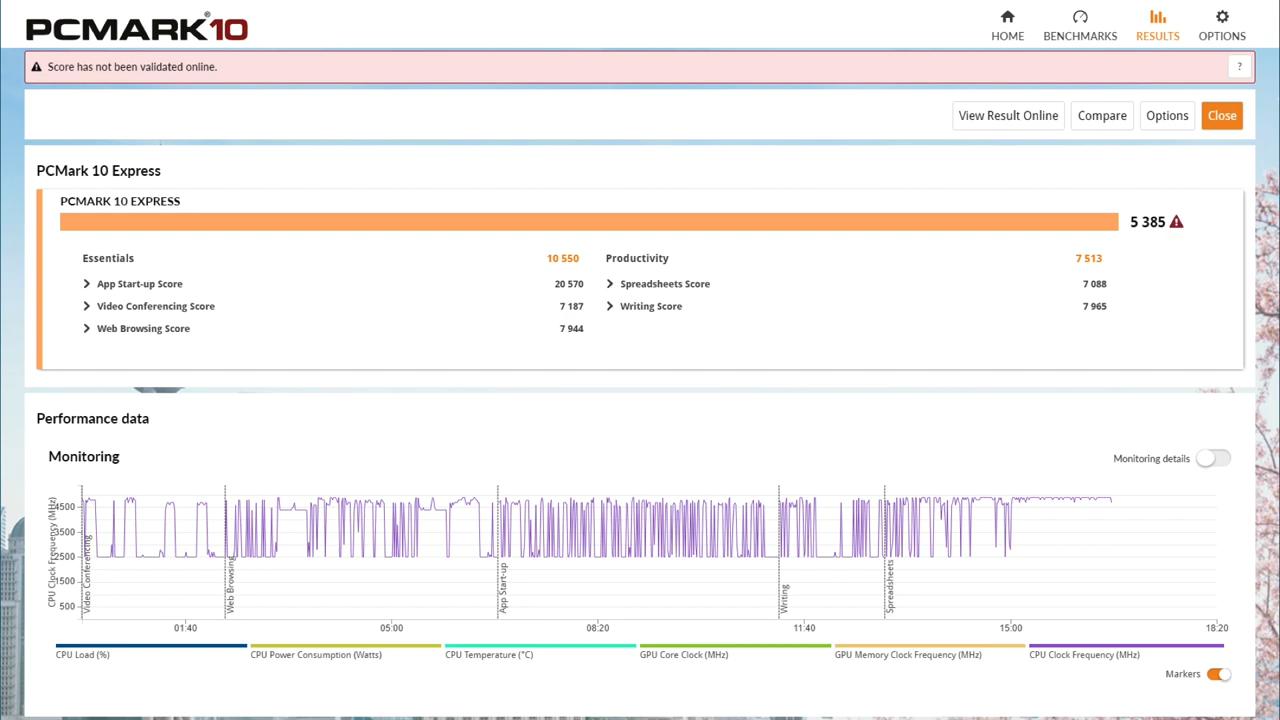 PCMARK®10
HOME BENCHMARKS RESULTS OPTIONS
Score has not been validated online. ?
View Result Online Compare Options Close
PCMark 10 Express
PCMARK 10 EXPRESS
5 385
Essentials 10 550 Productivity 7 513
App Start-up Score 20 570 Spreadsheets Score 7 088
Video Conferencing Score 7 187 Writing Score 7 965
Web Browsing Score 7 944
Performance data
Monitoring
Monitoring details
CPU Clock Frequency (MHz)
4500
3500
2500
1500
500
Video Conferencing
Web Browsing
App Start-up
Writing
Spreadsheets
01:40 05:00 08:20 11:40 15:00 18:20
CPU Load (%) CPU Power Consumption (Watts) CPU Temperature (°C) GPU Core Clock (MHz) GPU Memory Clock Frequency (MHz) CPU Clock Frequency (MHz)
Markers